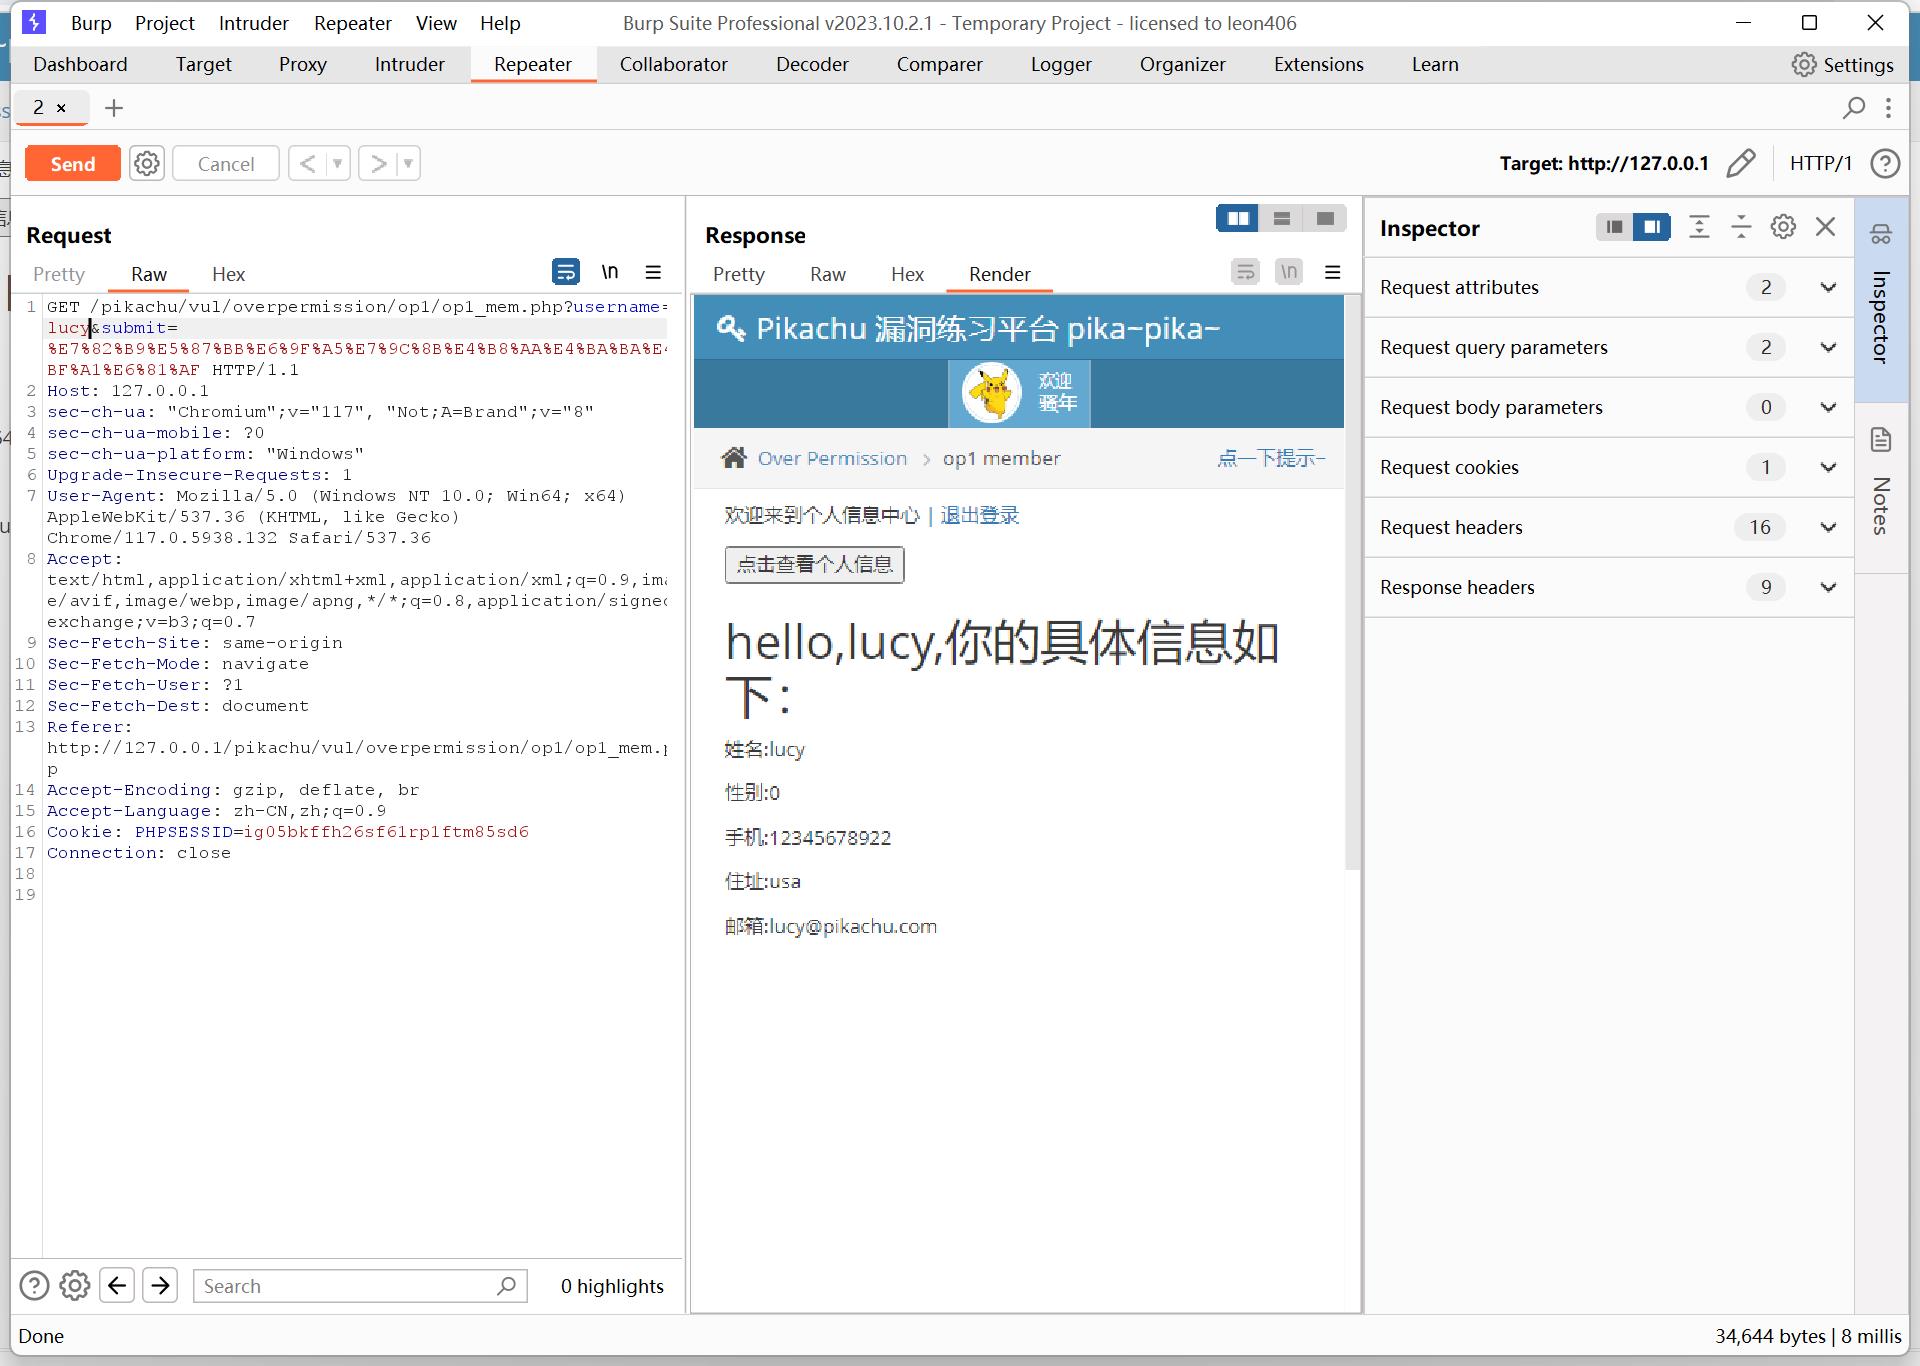 Burp Project Intruder Repeater View Help Burp Suite Professional v2023.10.2.1 - Temporary Project - licensed to leon406
Dashboard Target Proxy Intruder Repeater Collaborator Decoder Comparer Logger Organizer Extensions Learn Settings
2 × +
Send Cancel < > Target: http://127.0.0.1 HTTP/1
Request
Pretty Raw Hex \n
1 GET /pikachu/vul/overpermission/op1/op1_mem.php?username=
lucy&submit=
%E7%82%B9%E5%87%BB%E6%9F%A5%E7%9C%8B%E4%B8%AA%E4%BA%BA%E4
BF%A1%E6%81%AF HTTP/1.1
2 Host: 127.0.0.1
3 sec-ch-ua: "Chromium";v="117", "Not;A=Brand";v="8"
4 sec-ch-ua-mobile: ?0
5 sec-ch-ua-platform: "Windows"
6 Upgrade-Insecure-Requests: 1
7 User-Agent: Mozilla/5.0 (Windows NT 10.0; Win64; x64)
AppleWebKit/537.36 (KHTML, like Gecko)
Chrome/117.0.5938.132 Safari/537.36
8 Accept:
text/html,application/xhtml+xml,application/xml;q=0.9,ima
e/avif,image/webp,image/apng,*/*;q=0.8,application/signed
exchange;v=b3;q=0.7
9 Sec-Fetch-Site: same-origin
10 Sec-Fetch-Mode: navigate
11 Sec-Fetch-User: ?1
12 Sec-Fetch-Dest: document
13 Referer:
http://127.0.0.1/pikachu/vul/overpermission/op1/op1_mem.p
p
14 Accept-Encoding: gzip, deflate, br
15 Accept-Language: zh-CN,zh;q=0.9
16 Cookie: PHPSESSID=ig05bkffh26sf61rp1ftm85sd6
17 Connection: close
18
19
Search 0 highlights
Response
Pretty Raw Hex Render \n
Pikachu 漏洞练习平台 pika~pika~
欢迎
骚年
Over Permission > op1 member 点一下提示~
欢迎来到个人信息中心 | 退出登录
点击查看个人信息
hello,lucy,你的具体信息如
下：
姓名:lucy
性别:0
手机:12345678922
住址:usa
邮箱:lucy@pikachu.com
Inspector
Request attributes 2
Request query parameters 2
Request body parameters 0
Request cookies 1
Request headers 16
Response headers 9
Inspector
Notes
Done 34,644 bytes | 8 millis